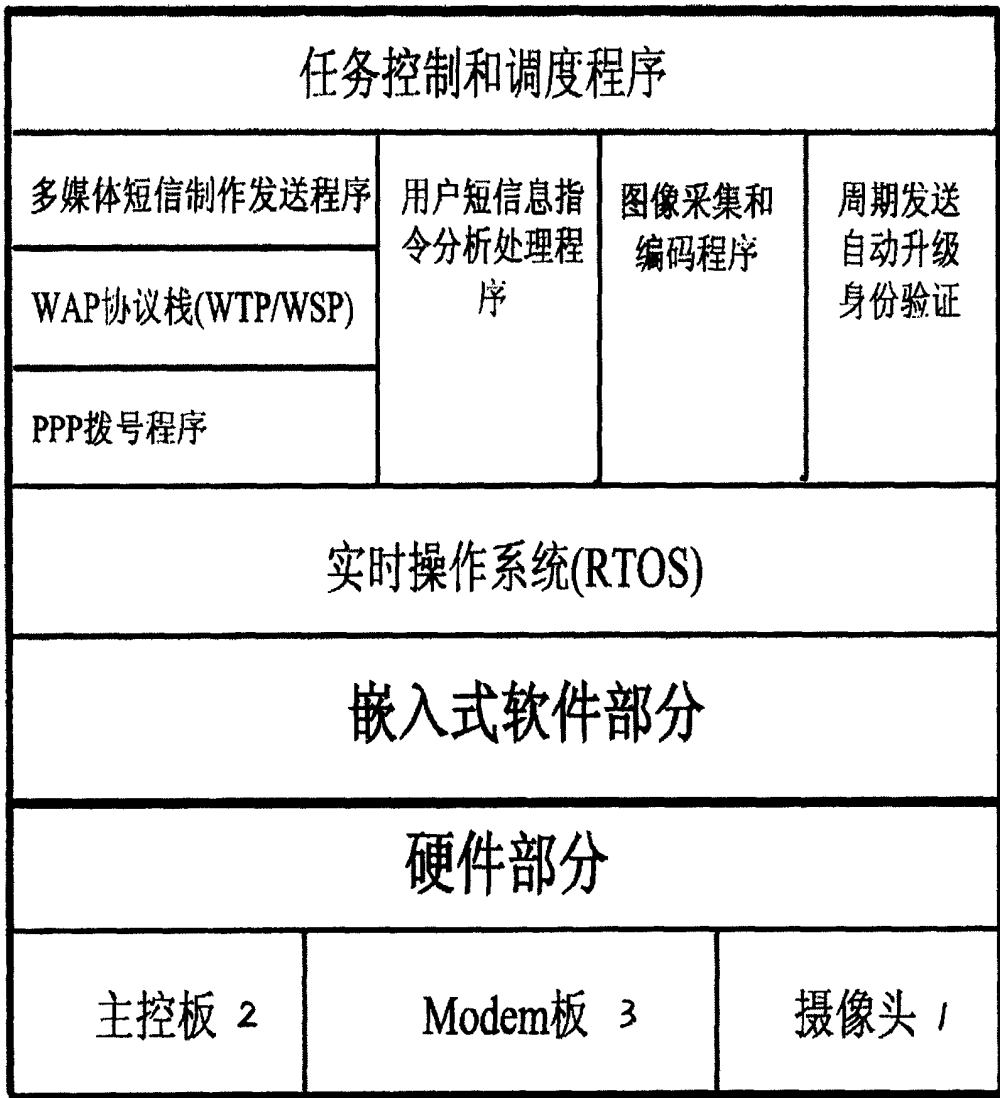 任务控制和调度程序
多媒体短信制作发送程序
WAP协议栈(WTP/WSP)
PPP拨号程序
用户短信息指
令分析处理程
序
图像采集和
编码程序
周期发送
自动升级
身份验证
实时操作系统(RTOS)
嵌入式软件部分
硬件部分
主控板 2
Modem板 3
摄像头 1